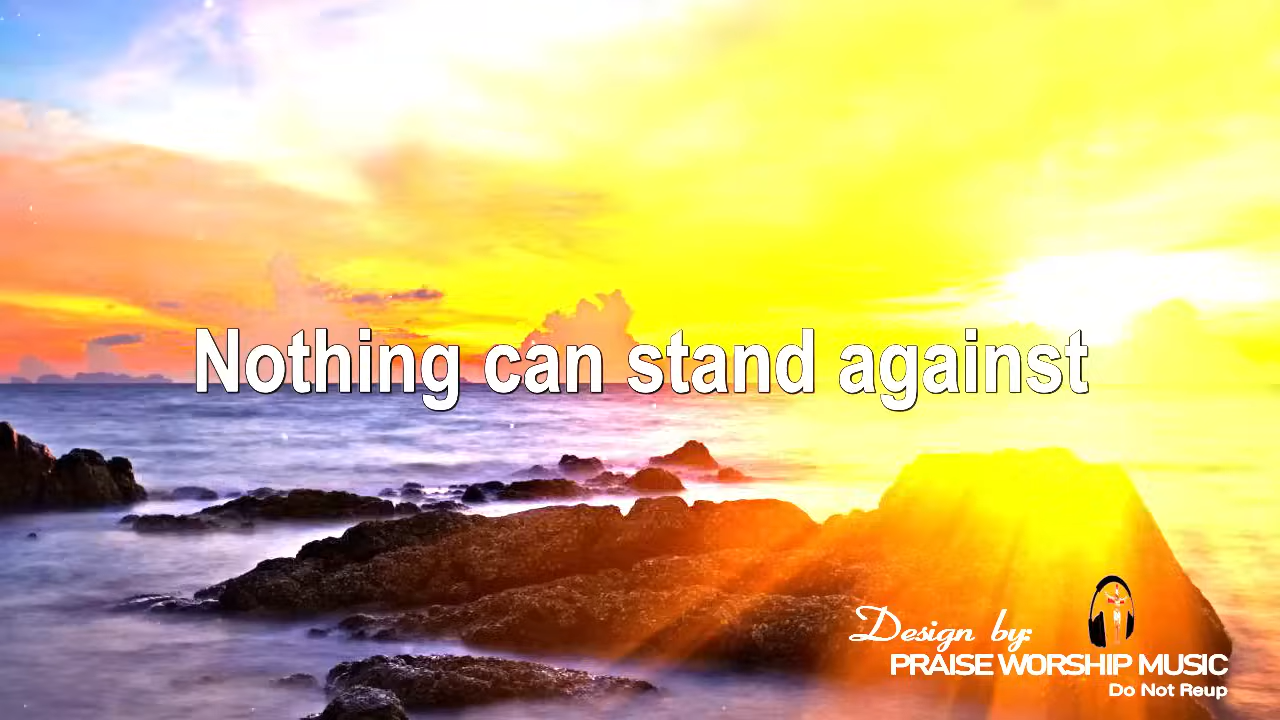 Nothing can stand against
Design by:
PRAISE WORSHIP MUSIC
Do Not Reup